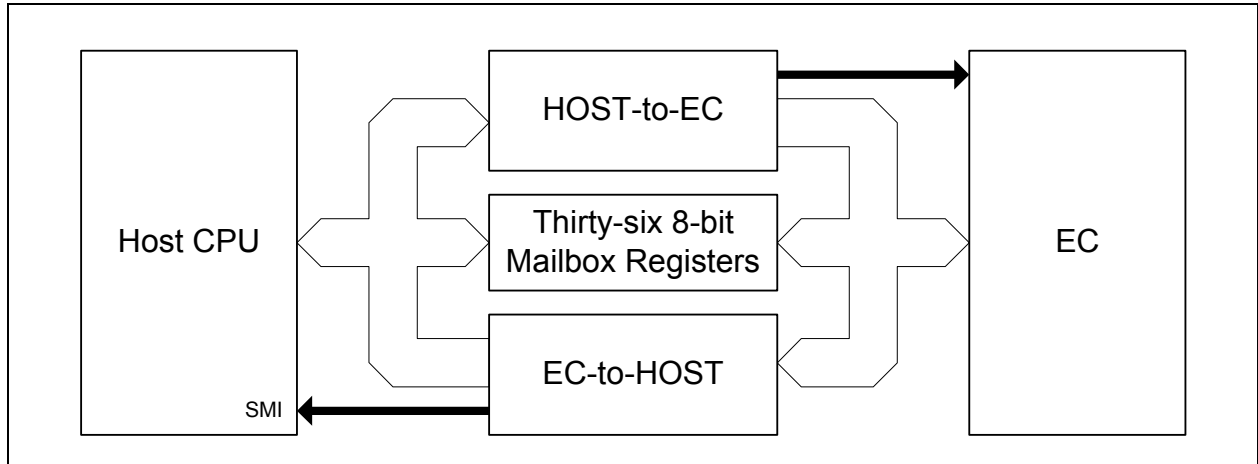 HOST-to-EC
Host CPU
Thirty-six 8-bit
Mailbox Registers
EC
EC-to-HOST
SMI